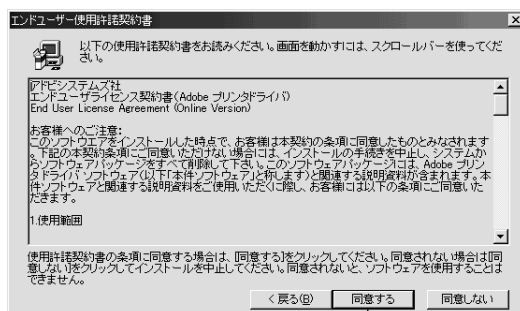 エンドユーザー使用許諾契約書
以下の使用許諾契約書をお読みください。画面を動かすには、スクロールバーを使ってくだ
さい。
アドビシステムズ社
エンドユーザライセンス契約書（Adobe プリンタドライバ）
End User License Agreement (Online Version)
お客様へのご注意：
このソフトウエアをインストールした時点で、お客様は本契約の条項に同意したものとみなされます
。下記の本契約条項にご同意いただけない場合には、インストールの手続きを中止し、システムか
らソフトウェアパッケージをすべて削除して下さい。このソフトウェアパッケージには、Adobe プリン
タドライバ ソフトウェア（以下「本件ソフトウェア」と称します）と関連する説明資料が含まれます。本
件ソフトウェアと関連する説明資料をご使用いただくに際し、お客様には以下の条項にご同意いた
だきます。
1.使用範囲
使用許諾契約書の条項に同意する場合は、[同意する]をクリックしてください。同意されない場合は[同
意しない]をクリックしてインストールを中止してください。同意されないと、ソフトウェアを使用することは
できません。
< 戻る(B) 同意する 同意しない